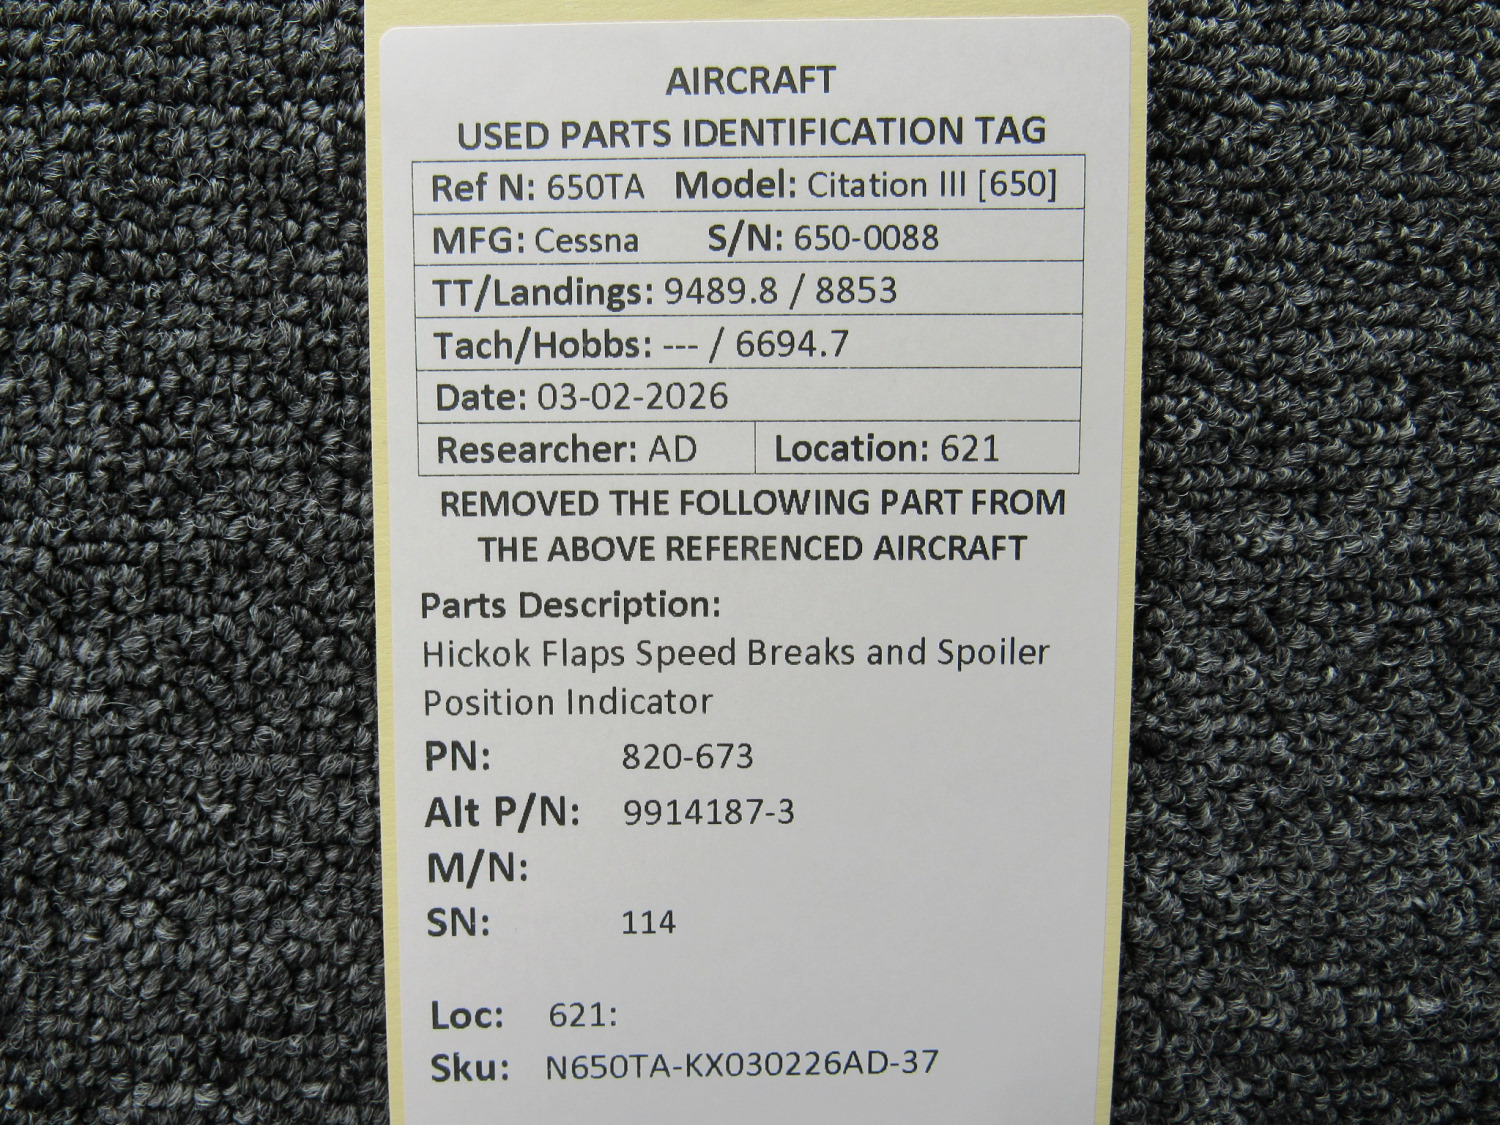 AIRCRAFT
USED PARTS IDENTIFICATION TAG
Ref N: 650TA Model: Citation III [650]
MFG: Cessna S/N: 650-0088
TT/Landings: 9489.8 / 8853
Tach/Hobbs: --- / 6694.7
Date: 03-02-2026
Researcher: AD Location: 621
REMOVED THE FOLLOWING PART FROM
THE ABOVE REFERENCED AIRCRAFT
Parts Description:
Hickok Flaps Speed Breaks and Spoiler
Position Indicator
PN: 820-673
Alt P/N: 9914187-3
M/N:
SN: 114
Loc: 621:
Sku: N650TA-KX030226AD-37